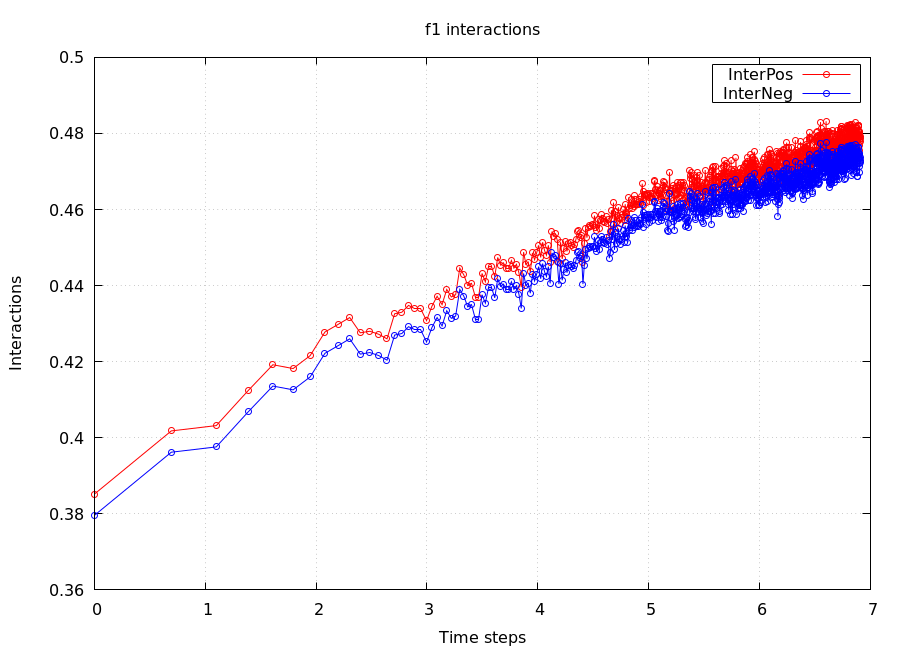 f1 interactions
InterPos
InterNeg
Interactions
0.5
0.48
0.46
0.44
0.42
0.4
0.38
0.36
0 1 2 3 4 5 6 7
Time steps